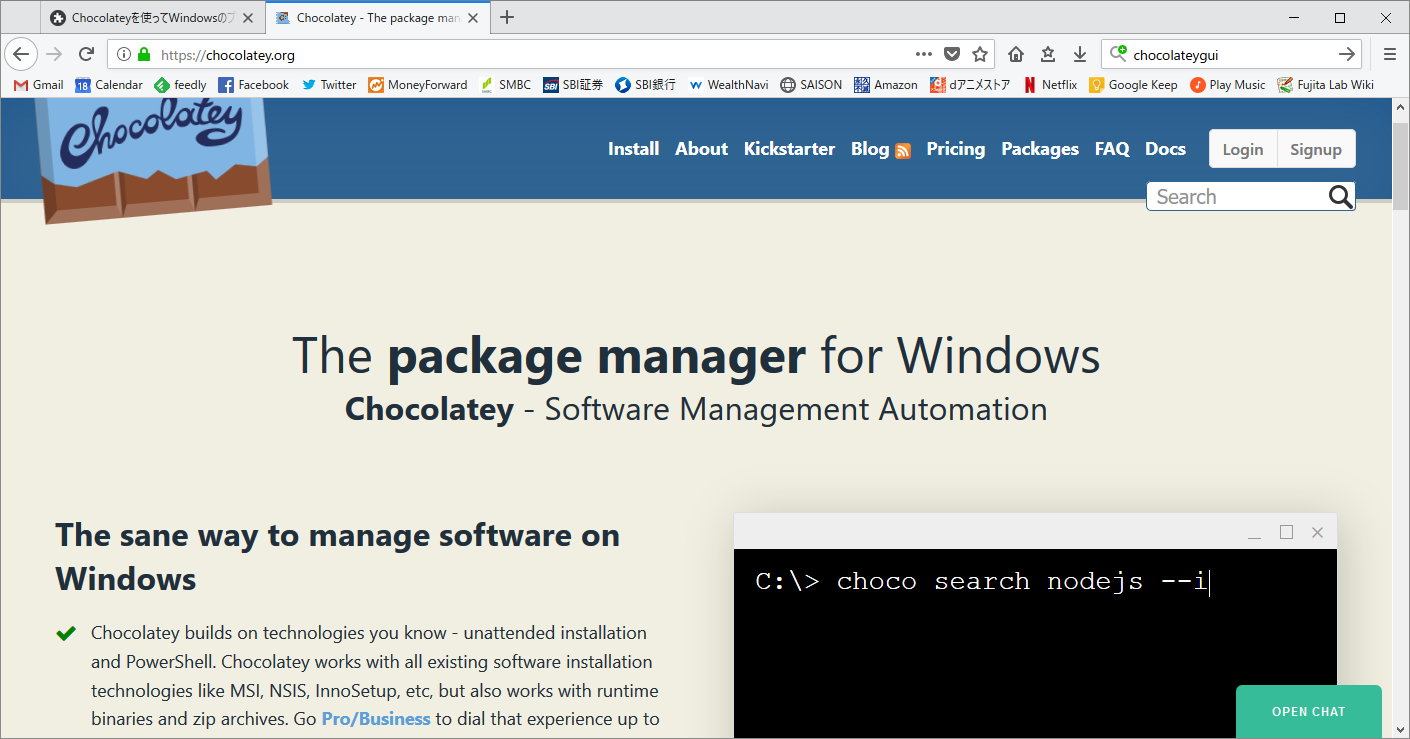 Chocolateyを使ってWindowsのフ
Chocolatey - The package man
https://chocolatey.org
chocolateygui
Gmail
18 Calendar
feedly
Facebook
Twitter
MoneyForward
SMBC
SBI SBI証券
SBI銀行
WealthNavi
SAISON
Amazon
dアニメストア
Netflix
Google Keep
Play Music
Fujita Lab Wiki
Chocolatey
Install About Kickstarter Blog Pricing Packages FAQ Docs Login Signup
Search
The package manager for Windows
Chocolatey - Software Management Automation
The sane way to manage software on
Windows
Chocolatey builds on technologies you know - unattended installation
and PowerShell. Chocolatey works with all existing software installation
technologies like MSI, NSIS, InnoSetup, etc, but also works with runtime
binaries and zip archives. Go Pro/Business to dial that experience up to
C:\> choco search nodejs --i
OPEN CHAT